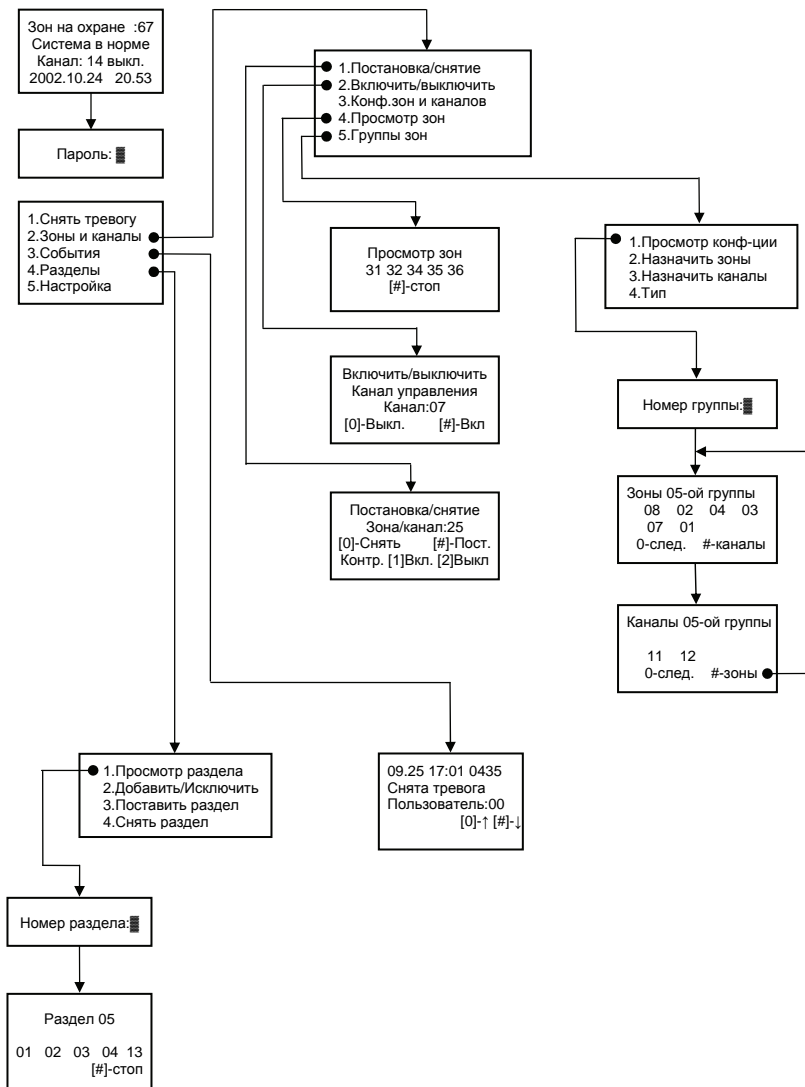 Зон на охране :67
Система в норме
Канал: 14 выкл.
2002.10.24 20.53
Пароль:
1.Снять тревогу
2.Зоны и каналы
3.События
4.Разделы
5.Настройка
1.Постановка/снятие
2.Включить/выключить
3.Конф.зон и каналов
4.Просмотр зон
5.Группы зон
Просмотр зон
31 32 34 35 36
[#]-стоп
1.Просмотр конф-ции
2.Назначить зоны
3.Назначить каналы
4.Тип
Включить/выключить
Канал управления
Канал:07
[0]-Выкл. [#]-Вкл
Номер группы:
Постановка/снятие
Зона/канал:25
[0]-Снять [#]-Пост.
Контр. [1]Вкл. [2]Выкл
Зоны 05-ой группы
08 02 04 03
07 01
0-след. #-каналы
Каналы 05-ой группы
11 12
0-след. #-зоны
1.Просмотр раздела
2.Добавить/Исключить
3.Поставить раздел
4.Снять раздел
09.25 17:01 0435
Снята тревога
Пользователь:00
[0]-↑ [#]-↓
Номер раздела:
Раздел 05
01 02 03 04 13
[#]-стоп